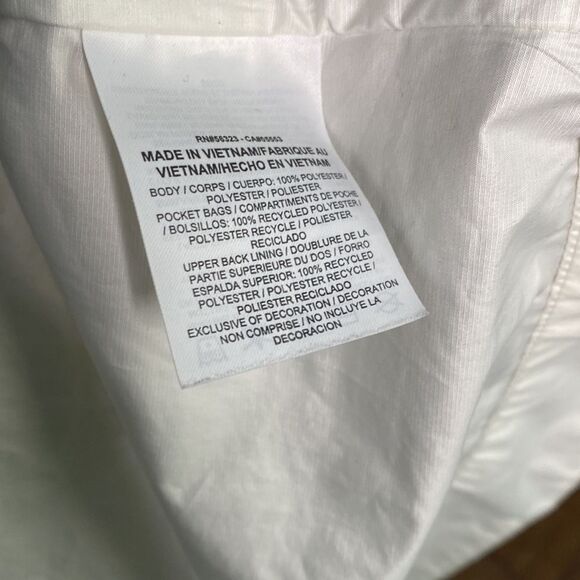 RN#56323 - CA#05553
MADE IN VIETNAM/FABRIQUE AU
VIETNAM/HECHO EN VIETNAM
BODY / CORPS / CUERPO: 100% POLYESTER /
POLYESTER / POLIESTER
POCKET BAGS / COMPARTIMENTS DE POCHE
/ BOLSILLOS: 100% RECYCLED POLYESTER /
POLYESTER RECYCLE / POLIESTER
RECICLADO
UPPER BACK LINING / DOUBLURE DE LA
PARTIE SUPERIEURE DU DOS / FORRO
ESPALDA SUPERIOR: 100% RECYCLED
POLYESTER / POLYESTER RECYCLE /
POLIESTER RECICLADO
EXCLUSIVE OF DECORATION / DECORATION
NON COMPRISE / NO INCLUYE LA
DECORACION